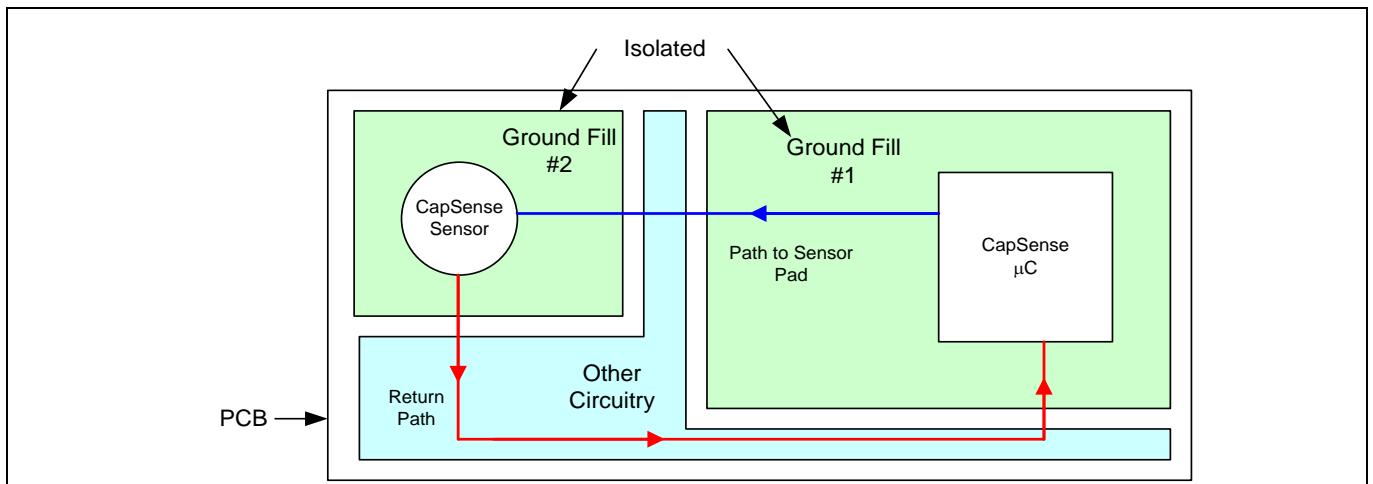 Isolated
Ground Fill
#2
Ground Fill
#1
CapSense
Sensor
CapSense
μC
Path to Sensor
Pad
Other
Circuitry
Return
Path
PCB